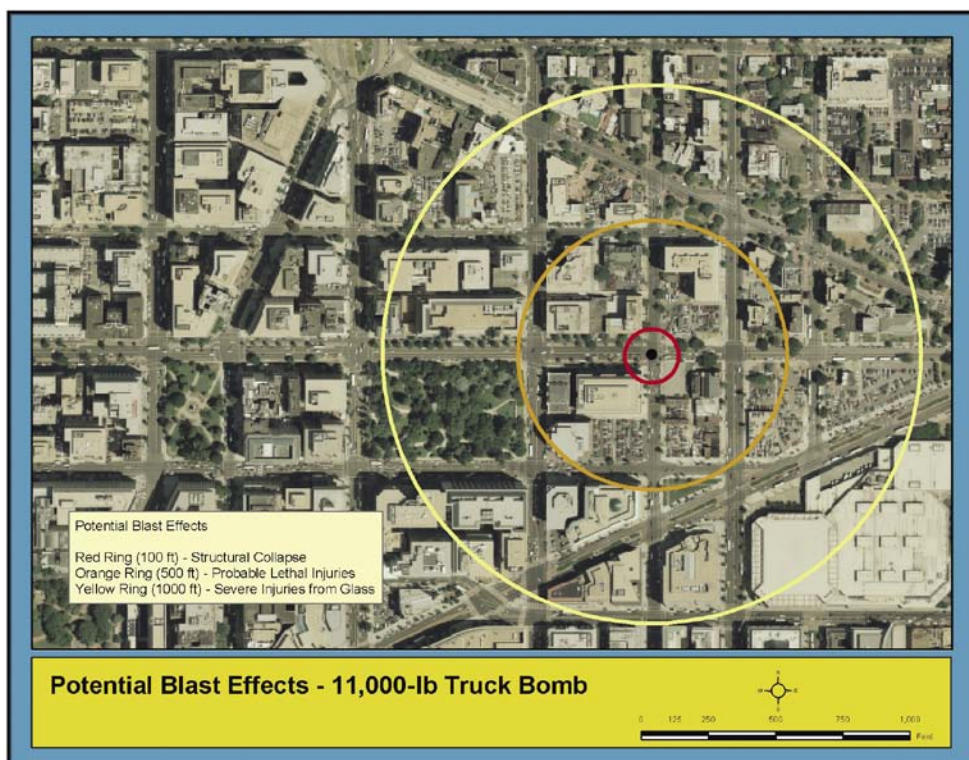 Potential Blast Effects
Red Ring (100 ft) - Structural Collapse
Orange Ring (500 ft) - Probable Lethal Injuries
Yellow Ring (1000 ft) - Severe Injuries from Glass
Potential Blast Effects - 11,000-lb Truck Bomb
0 125 250 500 750 1,000
Feet